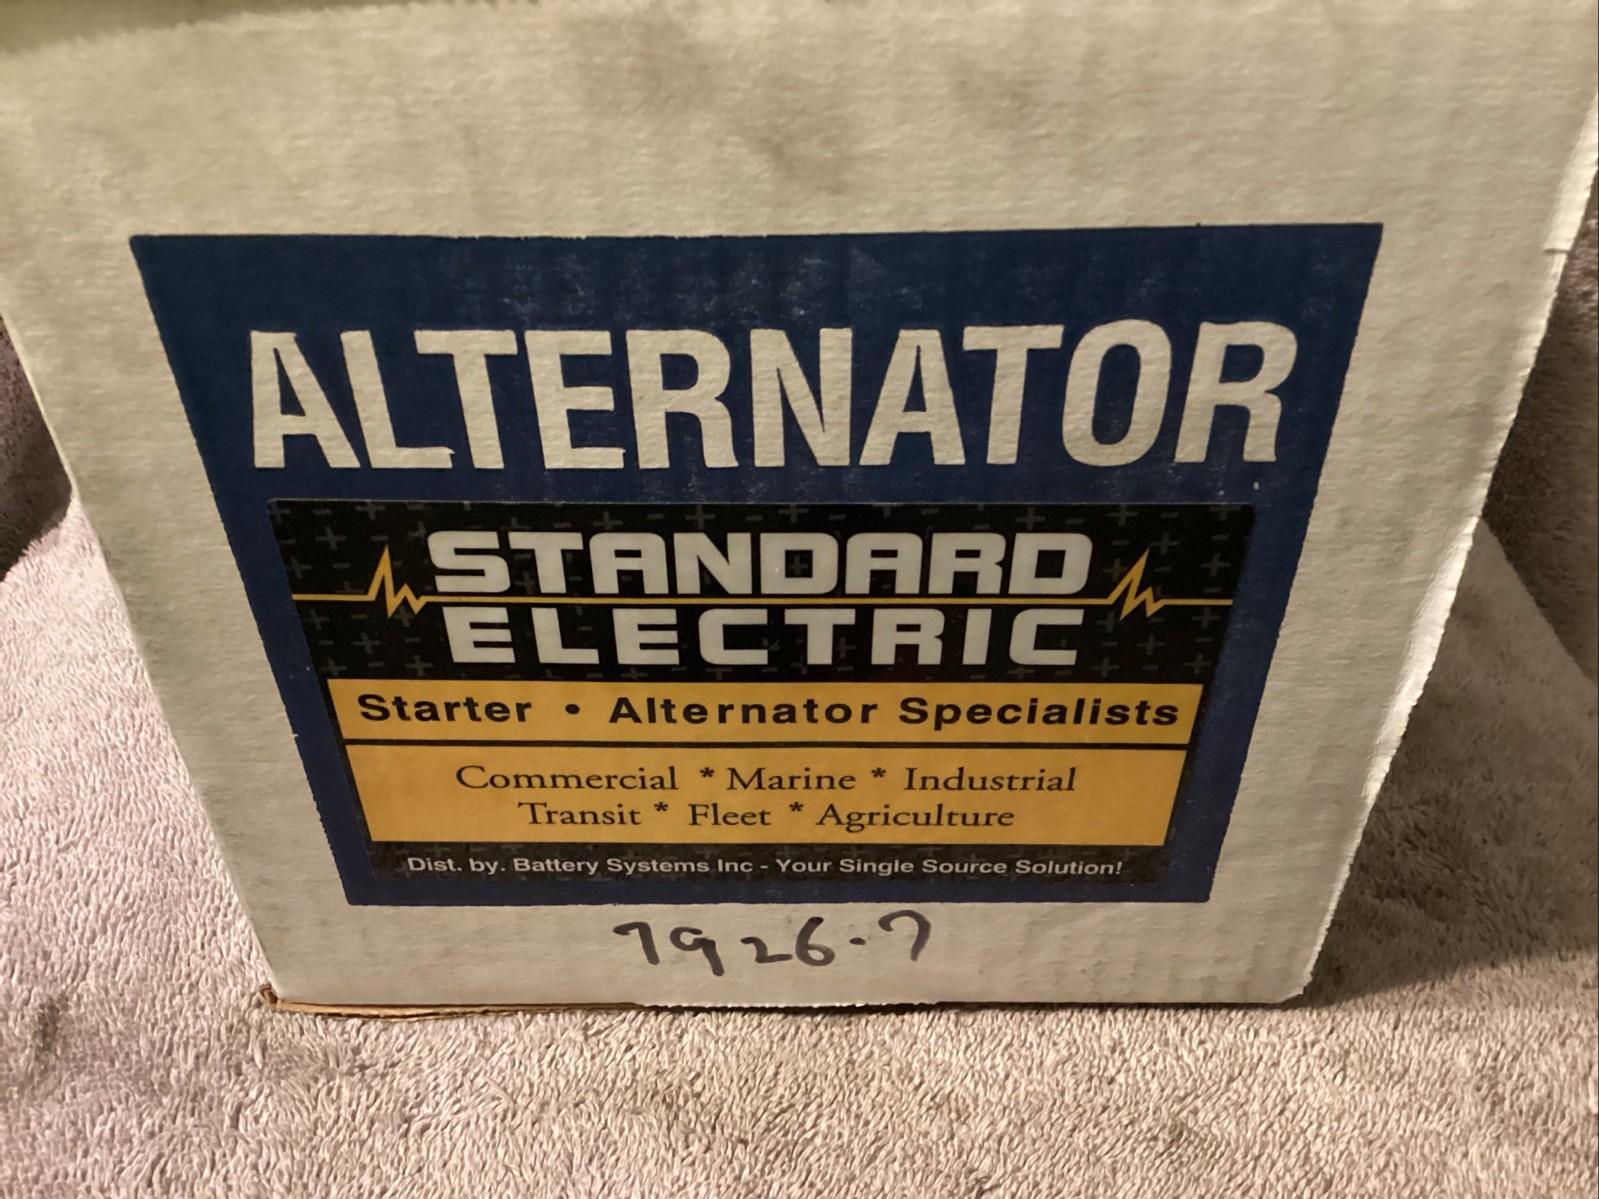 ALTERNATOR
STANDARD
ELECTRIC
Starter • Alternator Specialists
Commercial * Marine * Industrial
Transit * Fleet * Agriculture
Dist. by. Battery Systems Inc - Your Single Source Solution!
7926-7